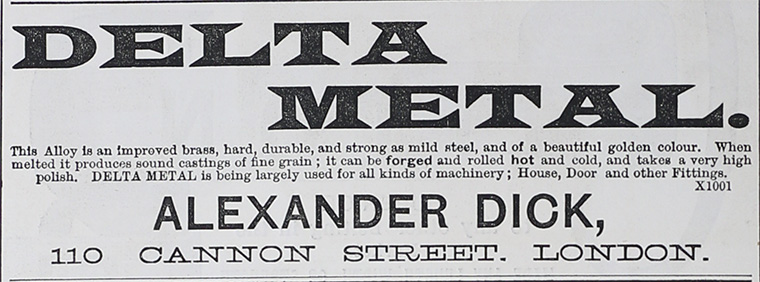 DELTA
METAL.
This Alloy is an improved brass, hard, durable, and strong as mild steel, and of a beautiful golden colour. When
melted it produces sound castings of fine grain ; it can be forged and rolled hot and cold, and takes a very high
polish. DELTA METAL is being largely used for all kinds of machinery ; House, Door and other Fittings.
X1001
ALEXANDER DICK,
110 CANNON STREET. LONDON.